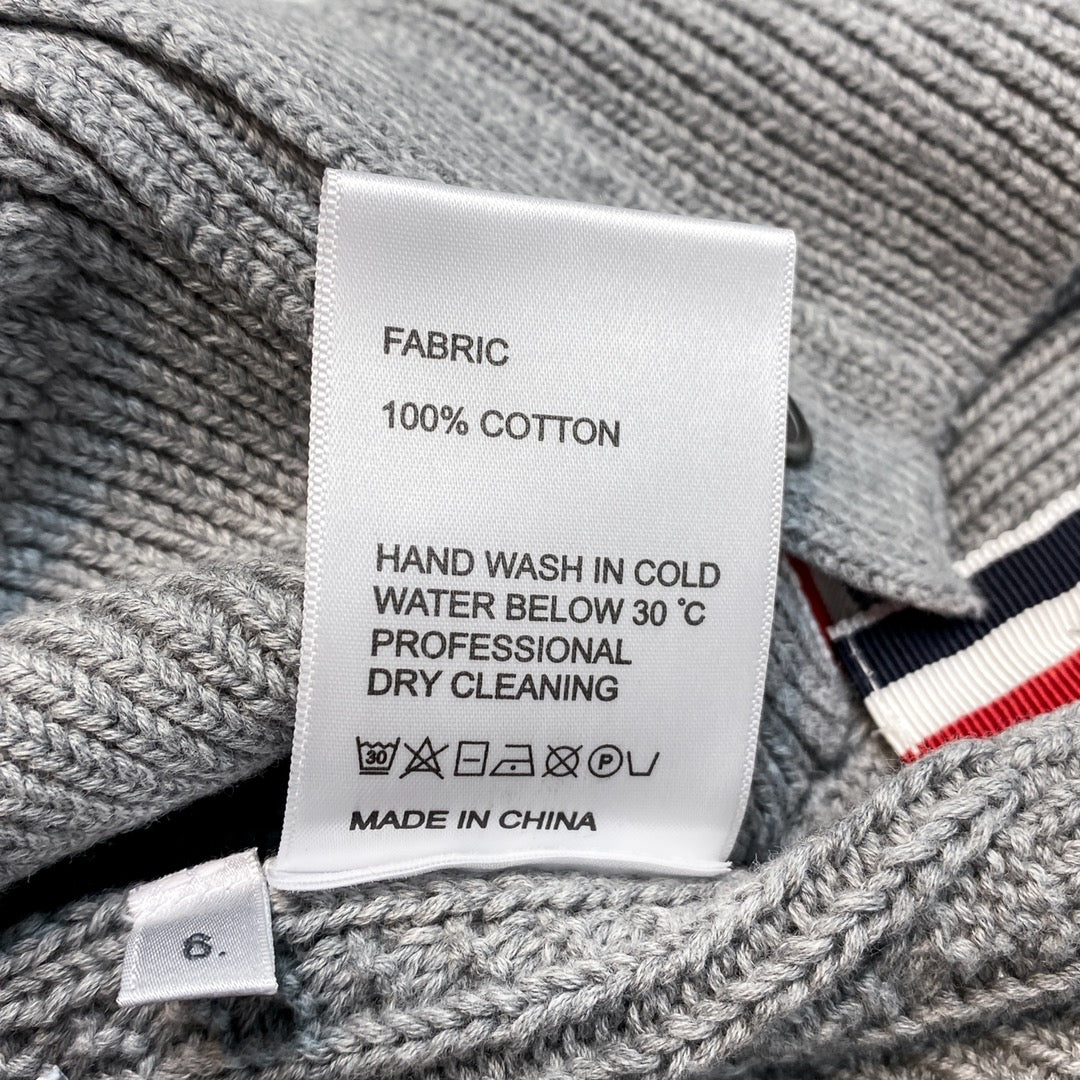 FABRIC
100% COTTON
HAND WASH IN COLD
WATER BELOW 30 ℃
PROFESSIONAL
DRY CLEANING
30 P
MADE IN CHINA
6.